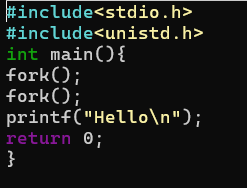 #include<stdio.h>
#include<unistd.h>
int main(){
fork();
fork();
printf("Hello\n");
return 0;
}